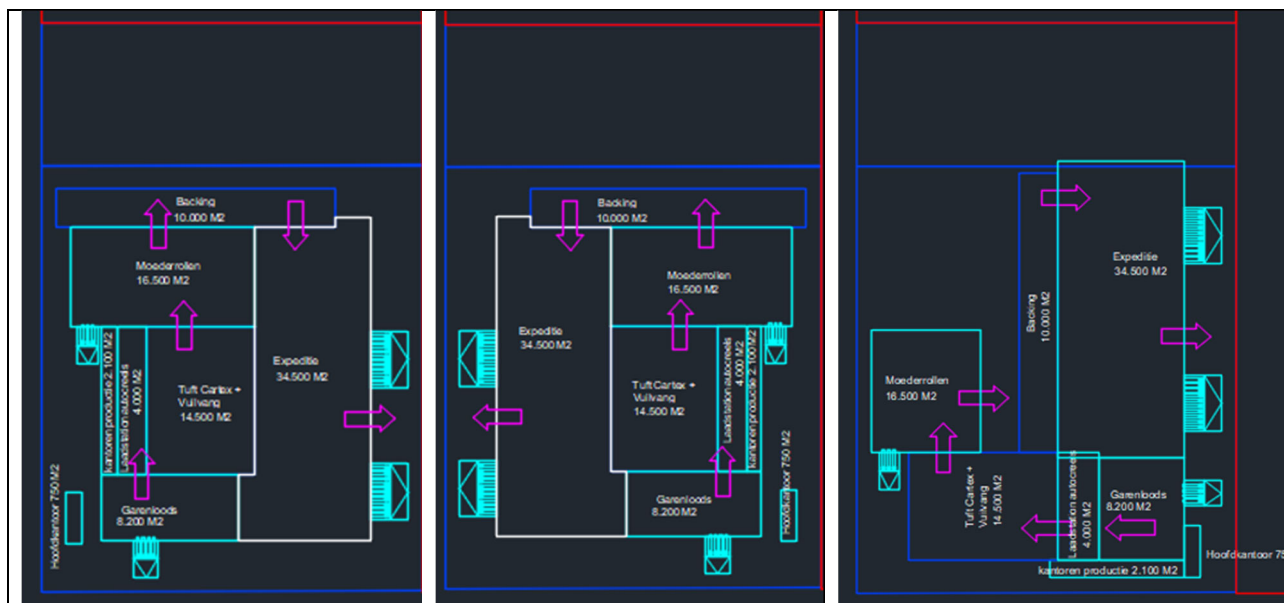 Backing
10.000 M2
Moederrollen
16.500 M2
kantoren productie 2.100 M2
Laadstation autocreels
4.000 M2
Tuft Cartex +
Vuilvang
14.500 M2
Expeditie
34.500 M2
Hoofdkantoor 750 M2
Garenloods
8.200 M2
Backing
10.000 M2
Moederrollen
16.500 M2
Expeditie
34.500 M2
Tuft Cartex +
Vuilvang
14.500 M2
Laadstation autocreels
4.000 M2
kantoren productie 2.100 M2
Garenloods
8.200 M2
Hoofdkantoor 750 M2
Expeditie
34.500 M2
Backing
10.000 M2
Moederrollen
16.500 M2
Tuft Cartex +
Vuilvang
14.500 M2
Laadstation autocreels
4.000 M2
Garenloods
8.200 M2
Hoofdkantoor 75
kantoren productie 2.100 M2